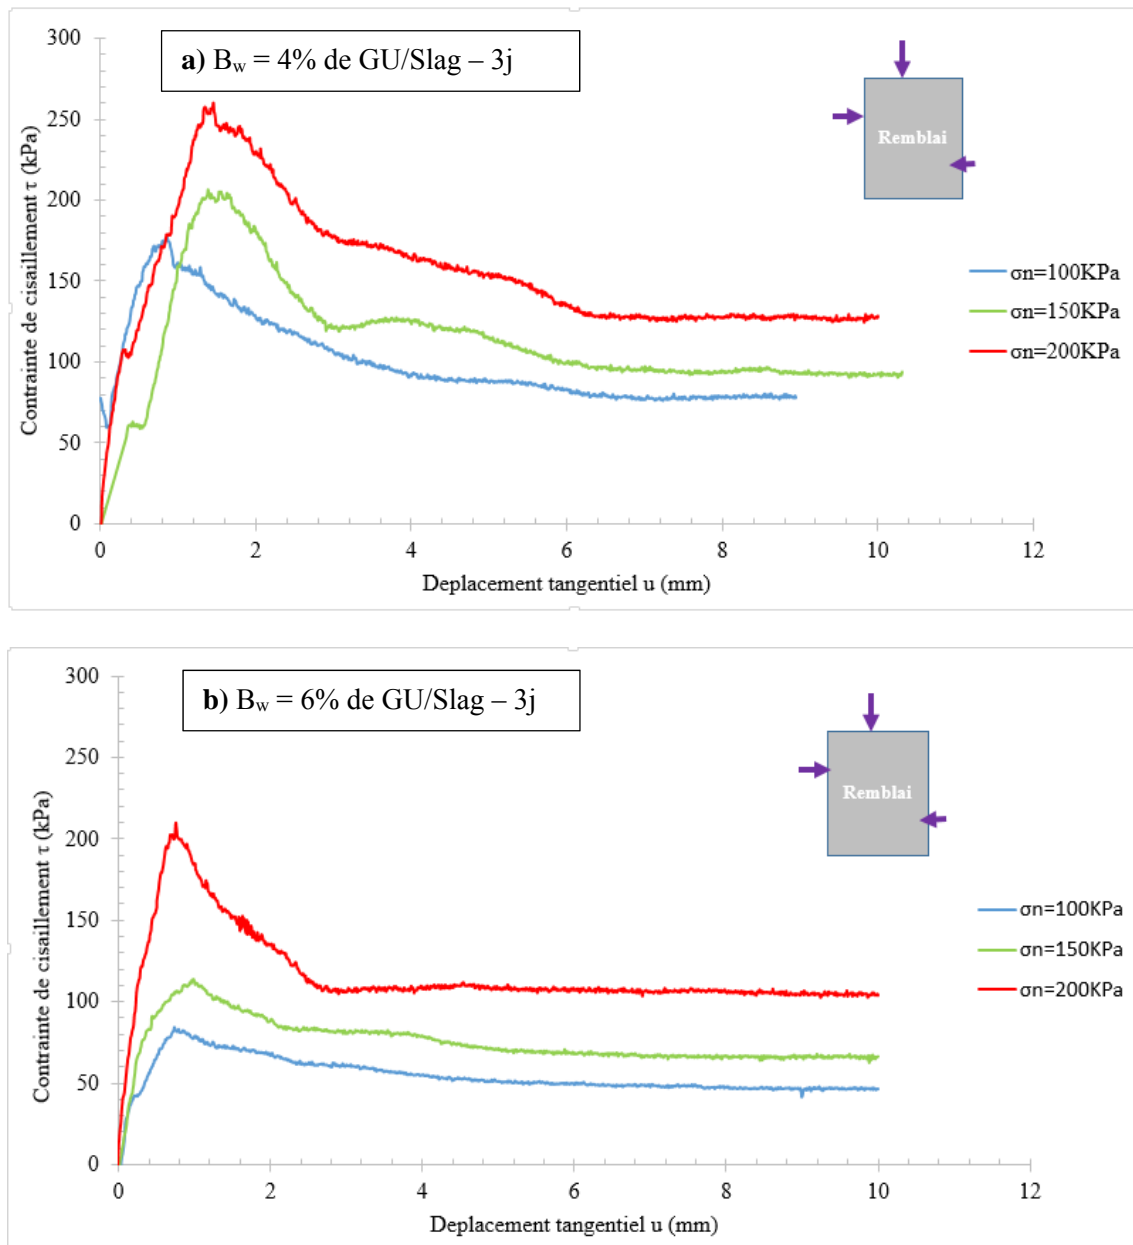 a) Bw = 4% de GU/Slag – 3j
Contrainte de cisaillement τ (kPa)
300
250
200
150
100
50
0
0 2 4 6 8 10 12
Deplacement tangentiel u (mm)
Remblai
σn=100KPa
σn=150KPa
σn=200KPa
b) Bw = 6% de GU/Slag – 3j
Contrainte de cisaillement τ (kPa)
300
250
200
150
100
50
0
0 2 4 6 8 10 12
Deplacement tangentiel u (mm)
Remblai
σn=100KPa
σn=150KPa
σn=200KPa